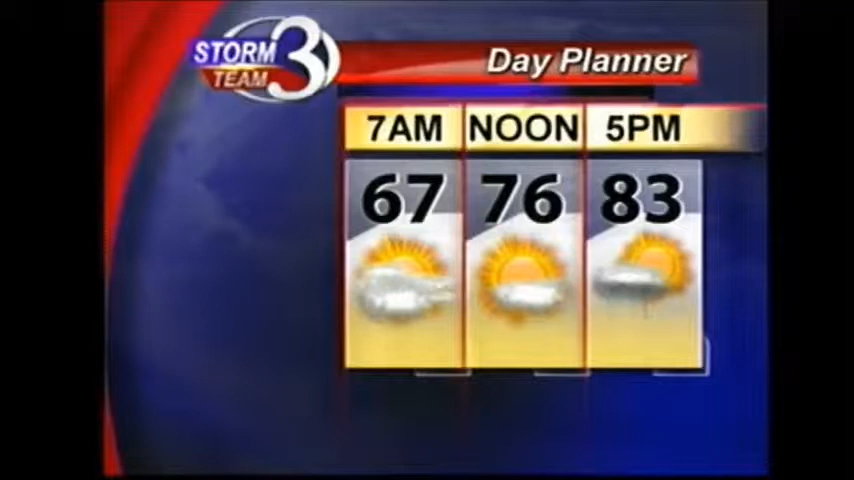 STORM
TEAM
3
Day Planner
7AM NOON 5PM
67 76 83